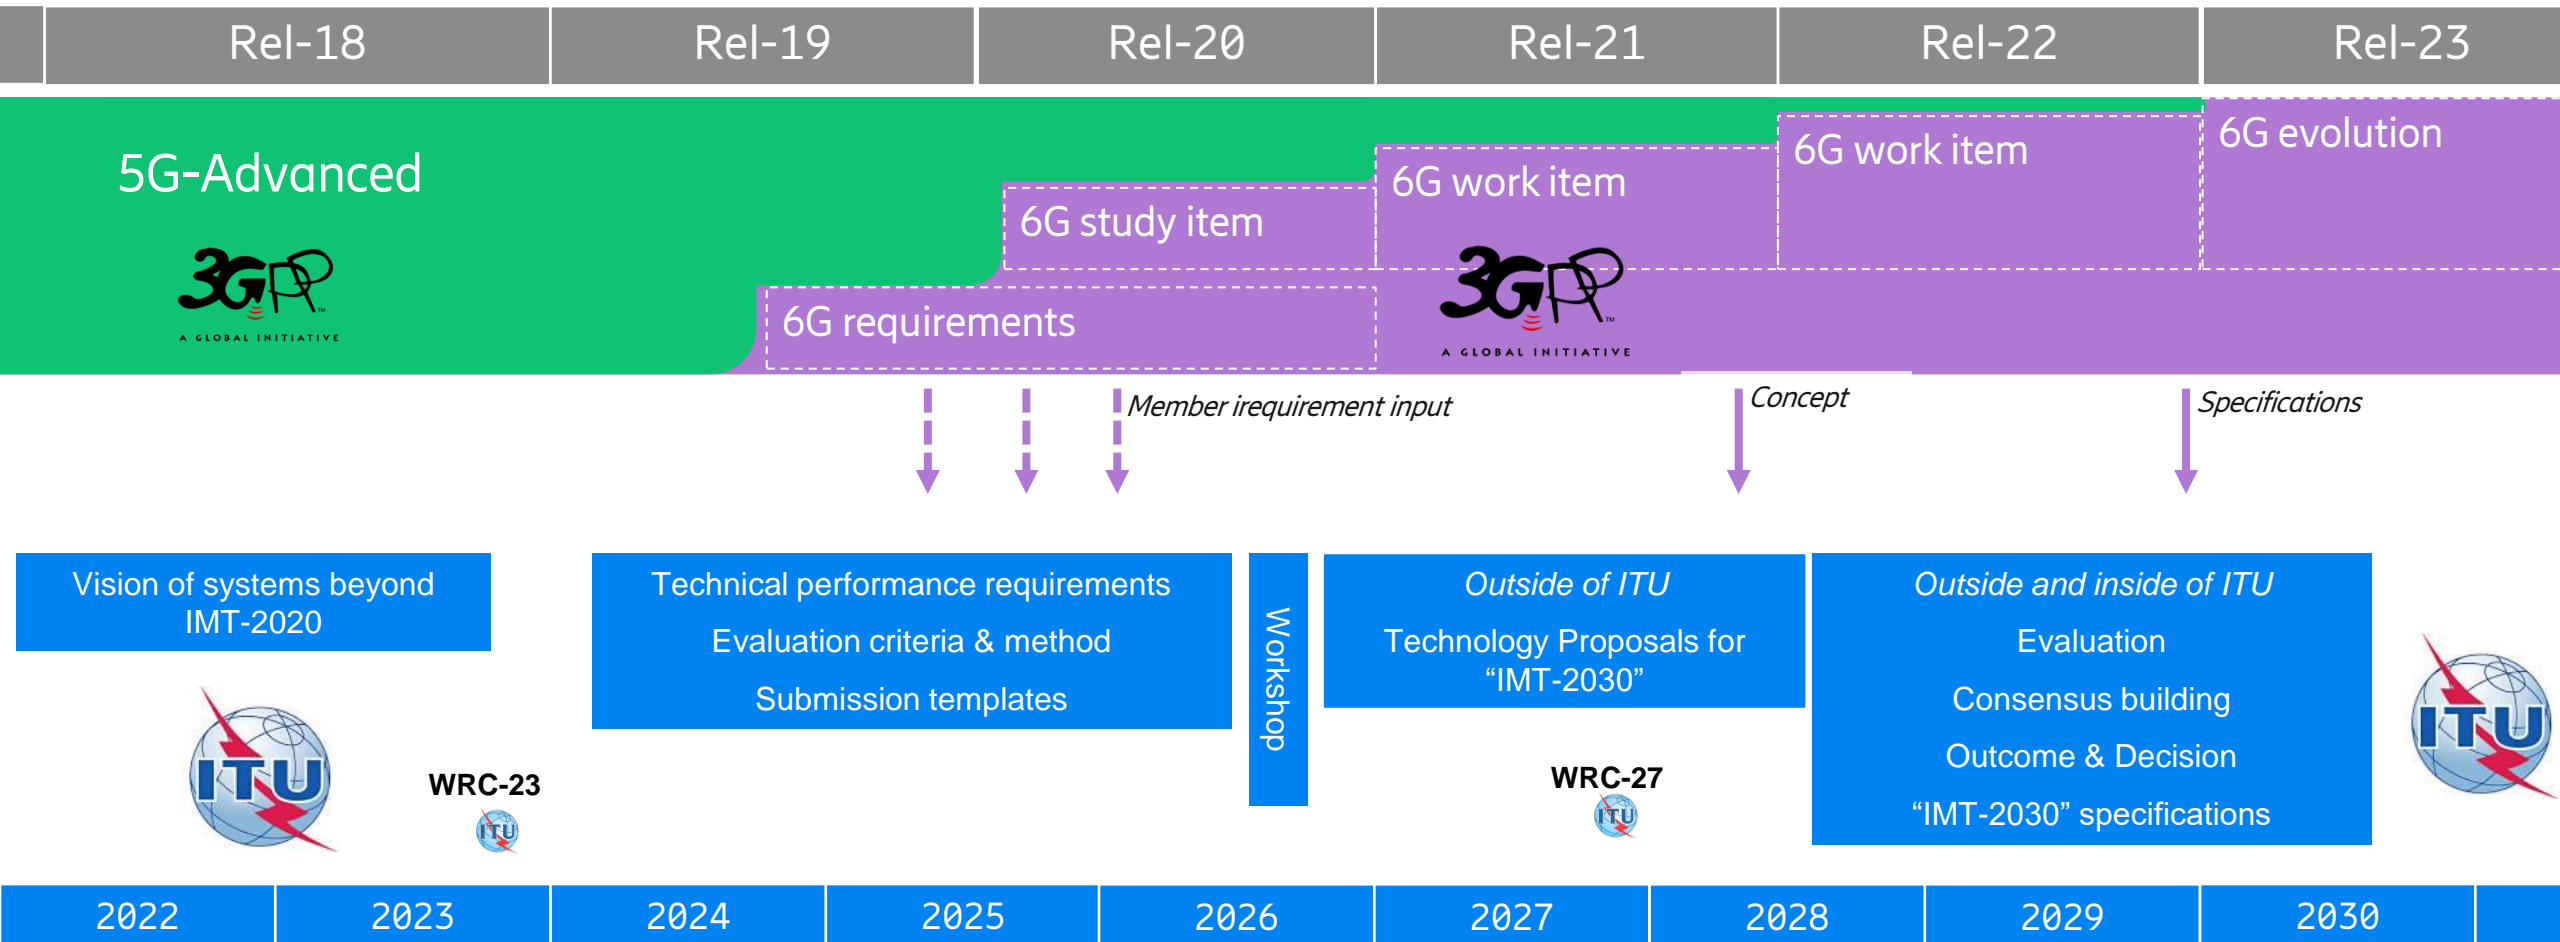 Rel-18
Rel-19
Rel-20
Rel-21
Rel-22
Rel-23
5G-Advanced
6G requirements
6G study item
6G work item
6G work item
6G evolution
3GPP™
A GLOBAL INITIATIVE
3GPP™
A GLOBAL INITIATIVE
Member irequirement input
Concept
Specifications
Vision of systems beyond
IMT-2020
Technical performance requirements
Evaluation criteria & method
Submission templates
Workshop
Outside of ITU
Technology Proposals for
“IMT-2030”
Outside and inside of ITU
Evaluation
Consensus building
Outcome & Decision
“IMT-2030” specifications
ITU
WRC-23
ITU
WRC-27
ITU
ITU
2022
2023
2024
2025
2026
2027
2028
2029
2030